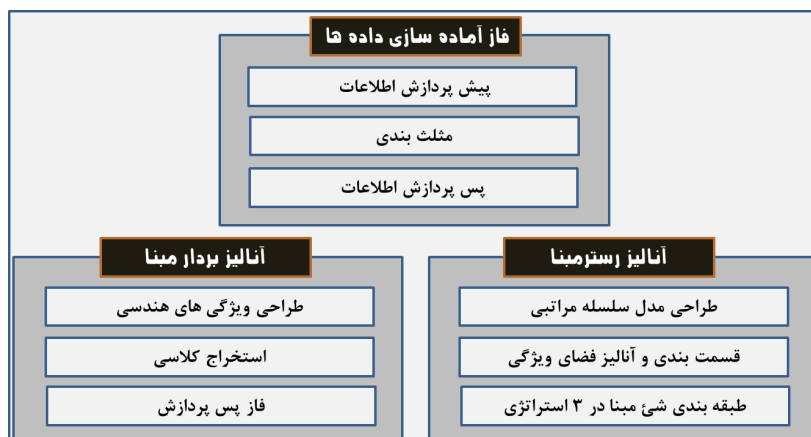 فاز آماده سازی داده ها
پیش پردازش اطلاعات
مثلث بندی
پس پردازش اطلاعات
آنالیز رسترمبنا
طراحی مدل سلسله مراتبی
قسمت بندی و آنالیز فضای ویژگی
طبقه بندی شئ مبنا در ۳ استراتژی
آنالیز بردار مبنا
طراحی ویژگی های هندسی
استخراج کلاسی
فاز پس پردازش